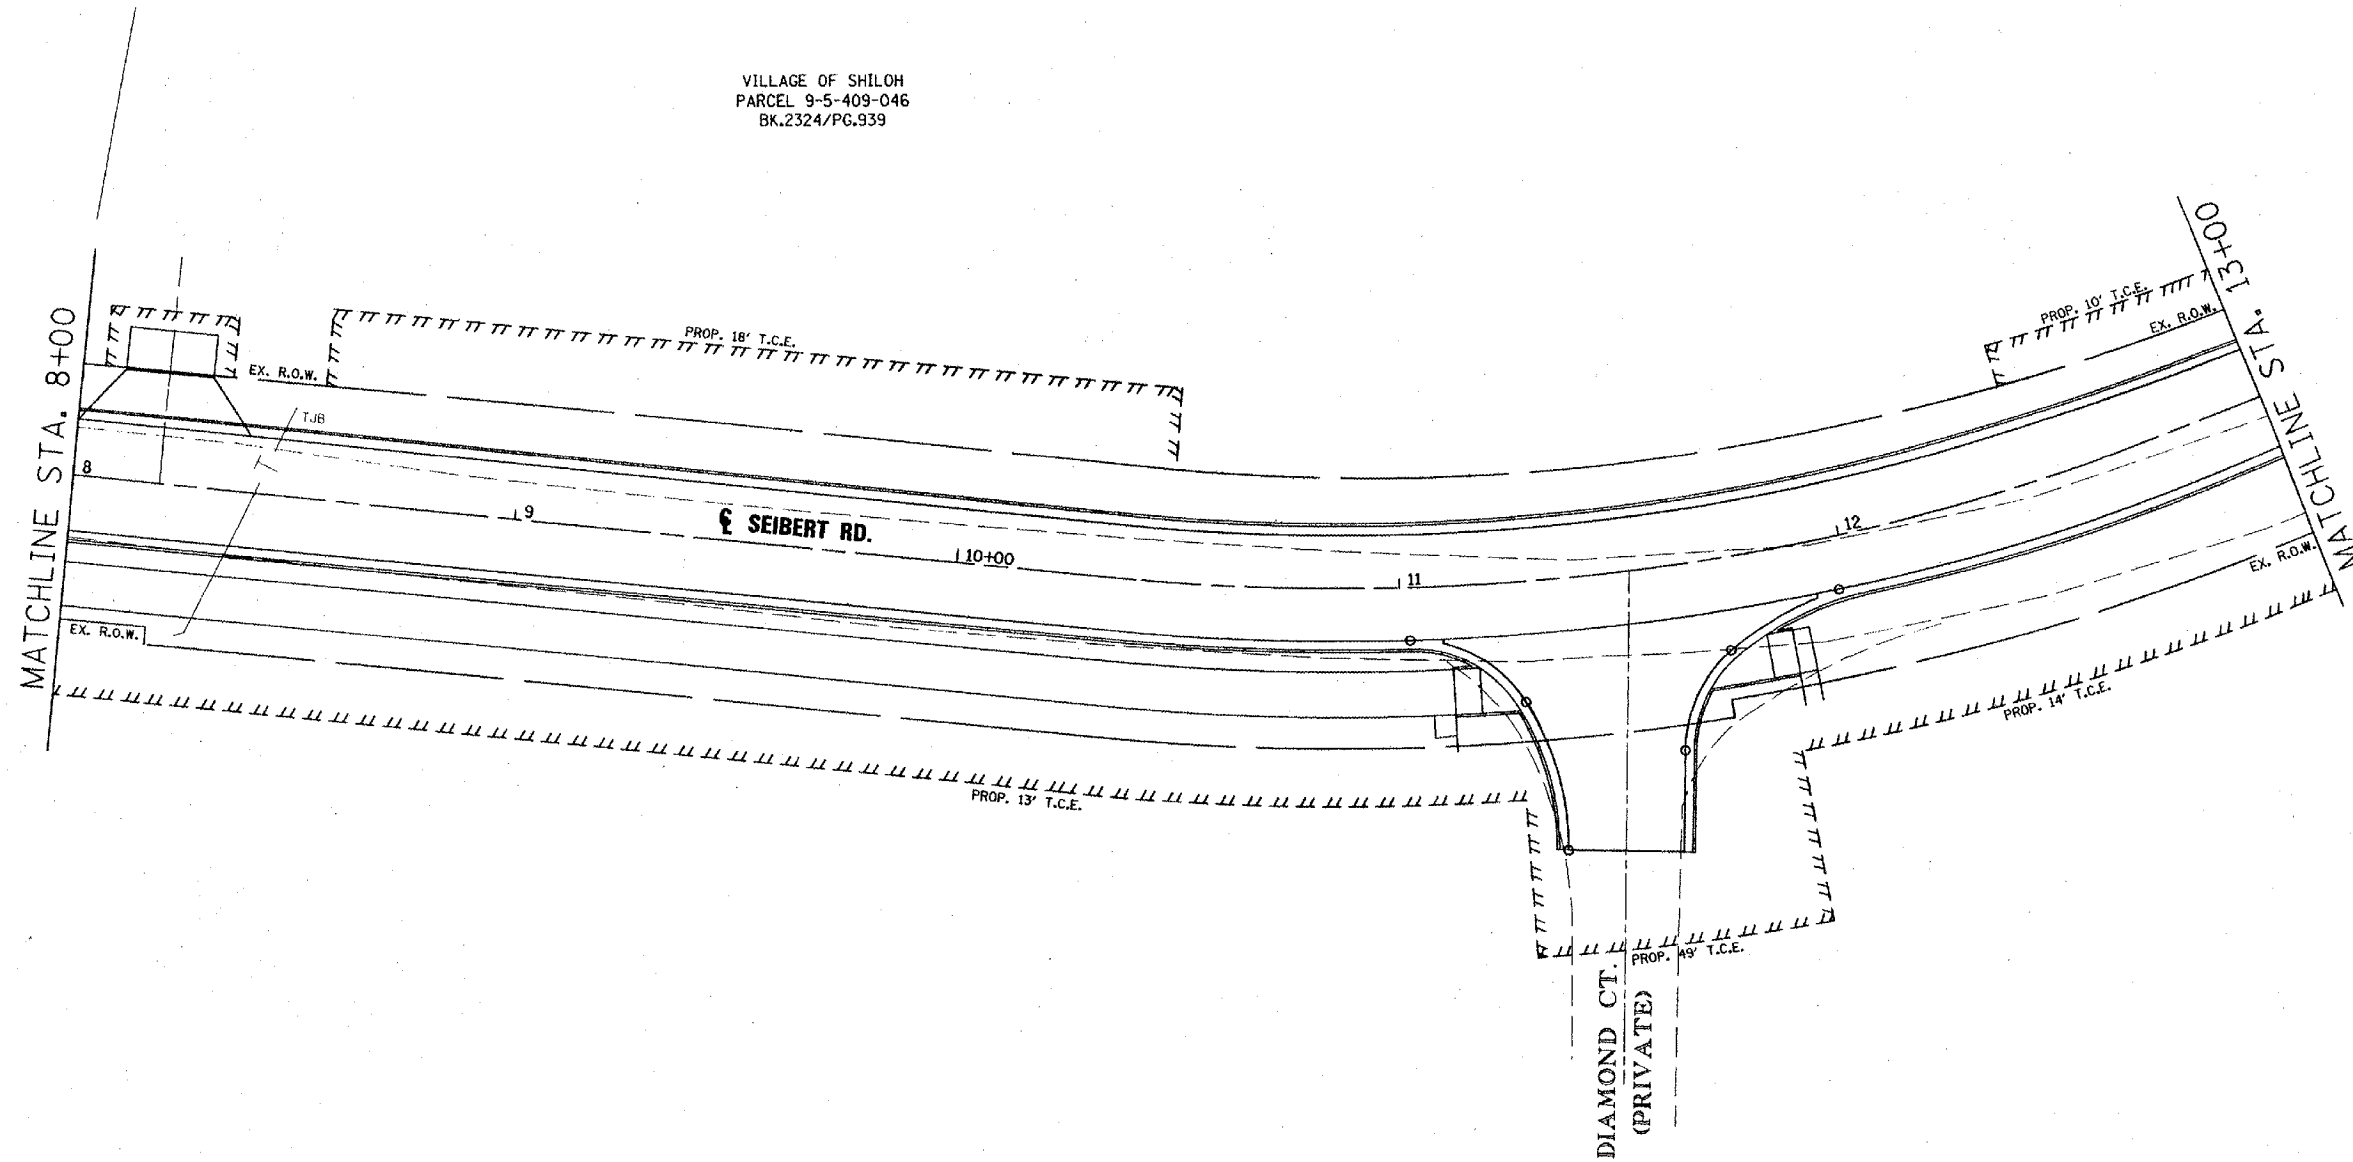 VILLAGE OF SHILOH
PARCEL 9-5-409-046
BK.2324/PG.939
MATCHLINE STA. 8+00
EX. R.O.W.
PROP. 18' T.C.E.
TJB
PROP. 10' T.C.E.
EX. R.O.W.
MATCHLINE STA. 13+00
8
9
℄ SEIBERT RD.
10+00
11
12
EX. R.O.W.
EX. R.O.W.
PROP. 13' T.C.E.
PROP. 14' T.C.E.
PROP. 49' T.C.E.
DIAMOND CT.
(PRIVATE)